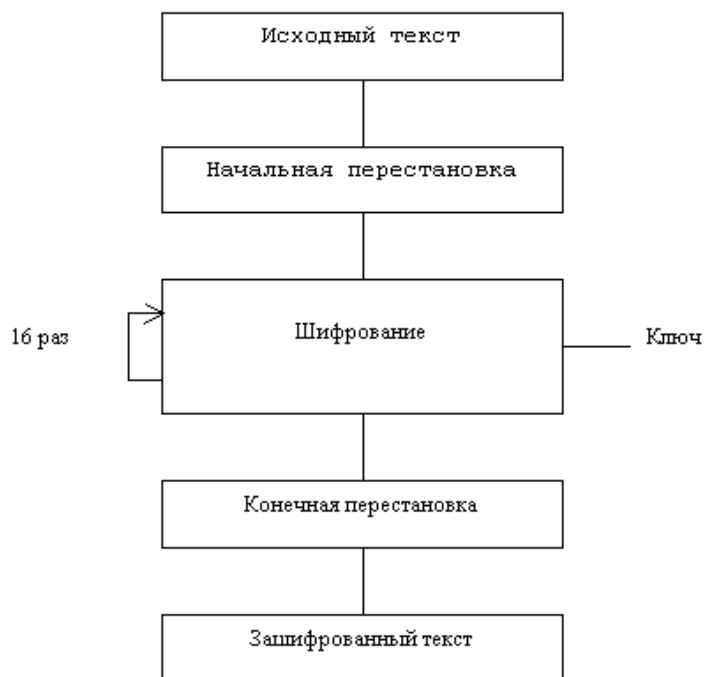 Исходный текст
Начальная перестановка
16 раз
Шифрование
Ключ
Конечная перестановка
Зашифрованный текст